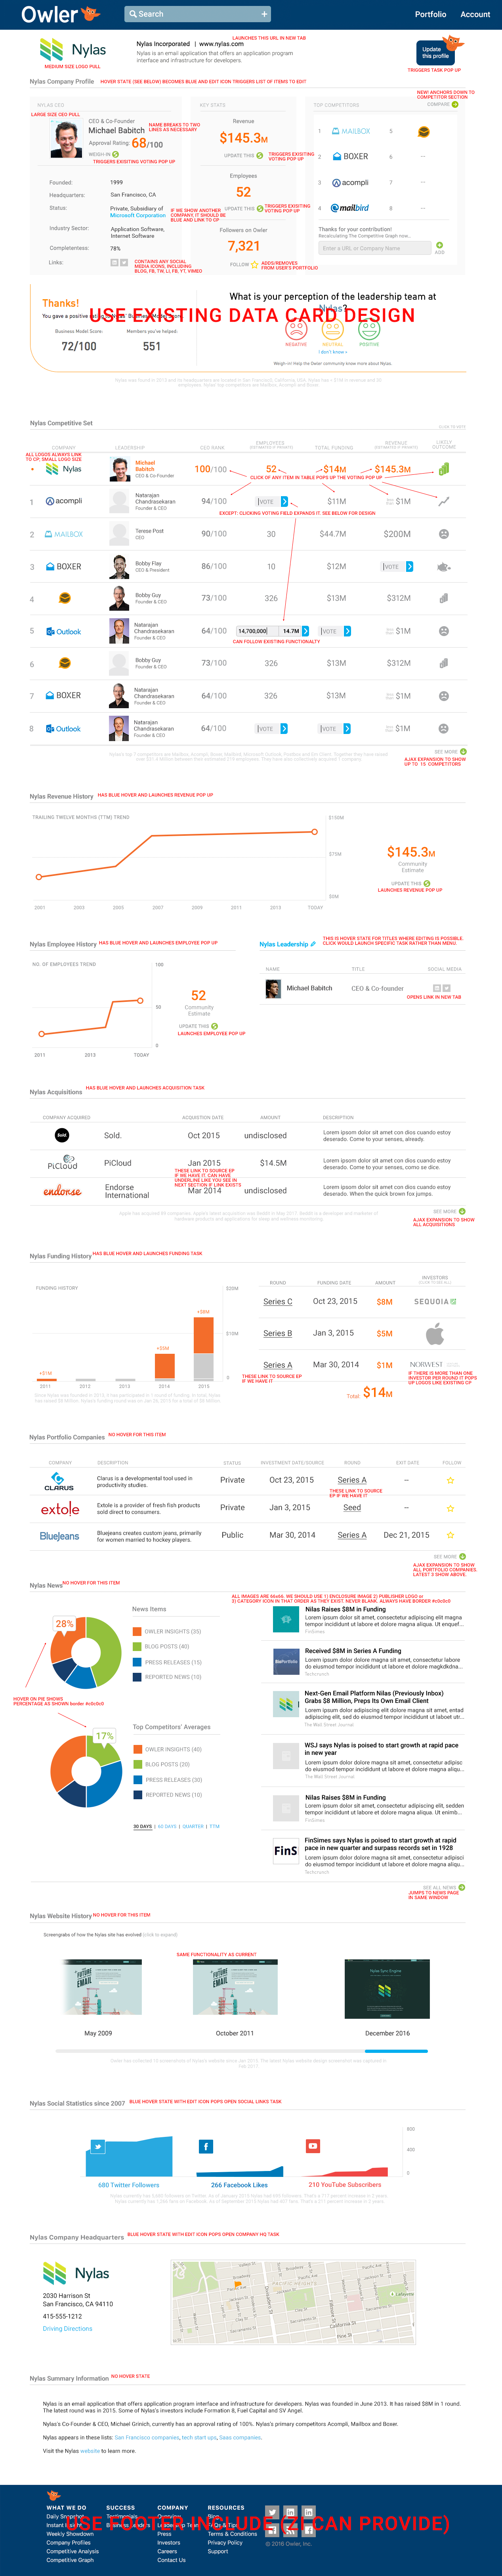 Owler
Search
+
Portfolio
Account
Nylas
MEDIUM SIZE LOGO PULL
LAUNCHES THIS URL IN NEW TAB
Nylas Incorporated | www.nylas.com
Nylas is an email application that offers an application program
interface and infrastructure for developers.
Update
this profile
TRIGGERS TASK POP UP
Nylas Company Profile
HOVER STATE (SEE BELOW) BECOMES BLUE AND EDIT ICON TRIGGERS LIST OF ITEMS TO EDIT
NEW! ANCHORS DOWN TO
COMPETITOR SECTION
NYLAS CEO
KEY STATS
TOP COMPETITORS
COMPARE
LARGE SIZE CEO PULL
CEO & Co-Founder
Michael Babitch
NAME BREAKS TO TWO
LINES AS NECESSARY
Approval Rating: 68/100
WEIGH IN
TRIGGERS EXISITING VOTING POP UP
Revenue
$145.3M
UPDATE THIS
TRIGGERS EXISITING
VOTING POP UP
Employees
52
UPDATE THIS
TRIGGERS EXISITING
VOTING POP UP
Followers on Owler
7,321
FOLLOW
ADDS/REMOVES
FROM USER'S PORTFOLIO
1 MAILBOX 5
2 BOXER 6 --
3 acompli 7 --
4 mailbird 8 --
Thanks for your contribution!
Recalculating The Competitive Graph now..
Enter a URL or Company Name
ADD
Founded: 1999
Headquarters: San Francisco, CA
Status: Private, Subsidiary of
Microsoft Corporation
IF WE SHOW ANOTHER
COMPANY, IT SHOULD BE
BLUE AND LINK TO CP
Industry Sector: Application Software,
Internet Software
Completeness: 78%
Links:
CONTAINS ANY SOCIAL
MEDIA ICONS, INCLUDING
BLOG, FB, TW, LI, FB, YT, VIMEO
Thanks!
What is your perception of the leadership team at
Nylas?
USE EXISTING DATA CARD DESIGN
Business Model Score:
72/100
Members you've helped:
551
NEGATIVE
NEUTRAL
POSITIVE
I don't know »
Weigh-in! Help the Owler community know more about Nylas.
Nylas Competitive Set
COMPANY
LEADERSHIP
CEO RANK
EMPLOYEES
TOTAL FUNDING
REVENUE
LIKELY
OUTCOME
ALL LOGOS ALWAYS LINK
TO CP: SMALL LOGO SIZE
Nylas
Michael
Babitch
CEO & Co-Founder
100/100 52 $14M $145.3M
CLICK OF ANY ITEM IN TABLE POPS UP THE VOTING POP UP
1 acompli
Natarajan
Chandrasekaran
Founder & CEO
94/100 VOTE $11M $1M
EXCEPT: CLICKING VOTING FIELD EXPANDS IT. SEE BELOW FOR DESIGN
2 MAILBOX
Terese Post
CEO
90/100 30 $44.7M $200M
3 BOXER
Bobby Flay
CEO & President
86/100 10 $12M VOTE
4
Bobby Guy
Founder & CEO
73/100 326 $13M $312M
5 Outlook
Natarajan
Chandrasekaran
Founder & CEO
64/100 14,700,000 14.7M VOTE $1M
CAN FOLLOW EXISTING FUNCTIONALTY
6
Bobby Guy
Founder & CEO
73/100 326 $13M $312M
7 BOXER
Natarajan
Chandrasekaran
Founder & CEO
64/100 326 $13M $1M
8 Outlook
Natarajan
Chandrasekaran
Founder & CEO
64/100 VOTE VOTE $1M
SEE MORE
AJAX EXPANSION TO SHOW
UP TO 15 COMPETITORS
Nylas Revenue History
HAS BLUE HOVER AND LAUNCHES REVENUE POP UP
TRAILING TWELVE MONTHS (TTM) TREND
$150M
$75M
$0M
2001 2003 2005 2007 2009 2011 2013 TODAY
$145.3M
Community
Estimate
UPDATE THIS
LAUNCHES REVENUE POP UP
Nylas Employee History
HAS BLUE HOVER AND LAUNCHES EMPLOYEE POP UP
NO. OF EMPLOYEES TREND
100
50
0
2011 2013 TODAY
52
Community
Estimate
UPDATE THIS
LAUNCHES EMPLOYEE POP UP
Nylas Leadership
THIS IS HOVER STATE FOR TITLES WHERE EDITING IS POSSIBLE.
CLICK WOULD LAUNCH SPECIFIC TASK RATHER THAN MENU.
NAME TITLE SOCIAL MEDIA
Michael Babitch CEO & Co-founder
OPENS LINK IN NEW TAB
Nylas Acquisitions
HAS BLUE HOVER AND LAUNCHES ACQUISITION TASK
COMPANY ACQUIRED ACQUISITION DATE AMOUNT DESCRIPTION
Sold.
Sold. Oct 2015 undisclosed
Lorem ipsom dolor sit amet con dios cuando estoy
deserado. Come to your senses, already.
PiCloud
PiCloud Jan 2015 $14.5M
Lorem ipsom dolor sit amet con dios cuando estoy
deserado. Come to your senses, como se dice.
THESE LINK TO SOURCE EP
IF WE HAVE IT: CAN HAVE
UNDERLINE LIKE YOU SEE IN
NEXT SECTION IF LINK EXISTS
endorse
Endorse
International
Mar 2014 undisclosed
Lorem ipsom dolor sit amet con dios cuando estoy
deserado. When the quick brown fox jumps.
SEE MORE
AJAX EXPANSION TO SHOW
ALL ACQUISITIONS
Nylas Funding History
HAS BLUE HOVER AND LAUNCHES FUNDING TASK
FUNDING HISTORY
$20M
$10M
0
+$1M
+$5M
+$8M
2011 2012 2013 2014 2015
ROUND FUNDING DATE AMOUNT INVESTORS
Series C Oct 23, 2015 $8M SEQUOIA
Series B Jan 3, 2015 $5M
Series A Mar 30, 2014 $1M NORWEST
THESE LINK TO SOURCE EP
IF WE HAVE IT
Total: $14M
IF THERE IS MORE THAN ONE
INVESTOR PER ROUND IT POPS
UP LOGOS LIKE EXISTING CP
Nylas Portfolio Companies
NO HOVER FOR THIS ITEM
COMPANY DESCRIPTION STATUS INVESTMENT DATE/SOURCE ROUND EXIT DATE FOLLOW
CLARUS
Clarus is a developmental tool used in
productivity studies.
Private Oct 23, 2015 Series A --
THESE LINK TO SOURCE
EP IF WE HAVE IT
extole
Extole is a provider of fresh fish products
sold direct to consumers.
Private Jan 3, 2015 Seed --
BlueJeans
Bluejeans creates custom jeans, primarily
for women married to hockey players.
Public Mar 30, 2014 Series A Dec 21, 2015
SEE MORE
AJAX EXPANSION TO SHOW
ALL PORTFOLIO COMPANIES.
LATEST 3 SHOW ABOVE.
Nylas News
NO HOVER FOR THIS ITEM
ALL IMAGES ARE 66x66. WE SHOULD USE 1) ENCLOSURE IMAGE 2) PUBLISHER LOGO or
3) CATEGORY ICON IN THAT ORDER AS THEY EXIST. NEVER BLANK. ALWAYS HAVE BORDER #c0c0c0
News Items
28%
OWLER INSIGHTS (35)
BLOG POSTS (40)
PRESS RELEASES (15)
REPORTED NEWS (10)
HOVER ON PIE SHOWS
PERCENTAGE AS SHOWN border #c0c0c0
Top Competitors' Averages
17%
OWLER INSIGHTS (40)
BLOG POSTS (20)
PRESS RELEASES (30)
REPORTED NEWS (10)
30 DAYS | 60 DAYS | QUARTER | TTM
Nilas Raises $8M in Funding
Lorem ipsum dolor sit amet, consectetur adipiscing elit magna
tempor incididunt ut labore et dolore magna aliqua. Ut enquef...
FinSimes
Received $8M in Series A Funding
Lorem ipsum dolor sit amet, consectetur adipiscing labore
do eiusmod tempor incididunt ut labore et dolore magkdkdna...
Techcrunch
Next-Gen Email Platform Nilas (Previously Inbox)
Grabs $8 Million, Preps Its Own Email Client
Lorem ipsum dolor adipiscing elit dolore magna sit amet, entad
adipiscing elit, sed do eiusmod tempor incididunt ut laboet utr...
The Wall Street Journal
WSJ says Nylas is poised to start growth at rapid pace
in new year
Lorem ipsum dolor dolore magna sit amet, consectetur adipisc
do eiusmod tempor incididunt ut labore et dolore magna aliqu...
The Wall Street Journal
Nilas Raises $8M in Funding
Lorem ipsum dolor sit amet, consectetur adipiscing elit, sedden
tempor incididunt ut labore et dolore magna aliqua. Ut enimb...
FinSimes
FinS
FinSimes says Nylas is poised to start growth at rapid
pace in new quarter and surpass records set in 1928
Lorem ipsum dolor dolore magna sit amet, consectetur adipisci
do eiusmod tempor incididunt ut labore et dolore magna aliqu...
Techcrunch
SEE ALL NEWS
JUMPS TO NEWS PAGE
IN SAME WINDOW
Nylas Website History
NO HOVER FOR THIS ITEM
Screengrabs of how the Nylas site has evolved (click to expand)
SAME FUNCTIONALITY AS CURRENT
May 2009
October 2011
December 2016
Nylas Social Statistics since 2007
BLUE HOVER STATE WITH EDIT ICON POPS OPEN SOCIAL LINKS TASK
800
400
0
680 Twitter Followers
266 Facebook Likes
210 YouTube Subscribers
Nylas Company Headquarters
BLUE HOVER STATE WITH EDIT ICON POPS OPEN COMPANY HQ TASK
Nylas
2030 Harrison St
San Francisco, CA 94110
415-555-1212
Driving Directions
Nylas Summary Information
NO HOVER STATE
Nylas is an email application that offers application program interface and infrastructure for developers. Nylas was founded in June 2013. It has raised $8M in 1 round.
The latest round was in 2015. Some of Nylas's investors include Formation 8, Fuel Capital and SV Angel.
Nylas's Co-Founder & CEO, Michael Grinich, currently has an approval rating of 100%. Nylas's primary competitors Acompli, Mailbox and Boxer.
Nylas appears in these lists: San Francisco companies, tech start ups, Saas companies.
Visit the Nylas website to learn more.
WHAT WE DO
Daily Snapshot
Instant
Weekly Showdown
Company Profiles
Competitive Analysis
Competitive Graph
SUCCESS
Testimonials
COMPANY
Overview
Leadership Team
Press
Investors
Careers
Contact Us
RESOURCES
Blog
FAQs & Tips
Terms & Conditions
Privacy Policy
Support
USE FOOTER INCLUDE (Z CAN PROVIDE)
© 2016 Owler, Inc.